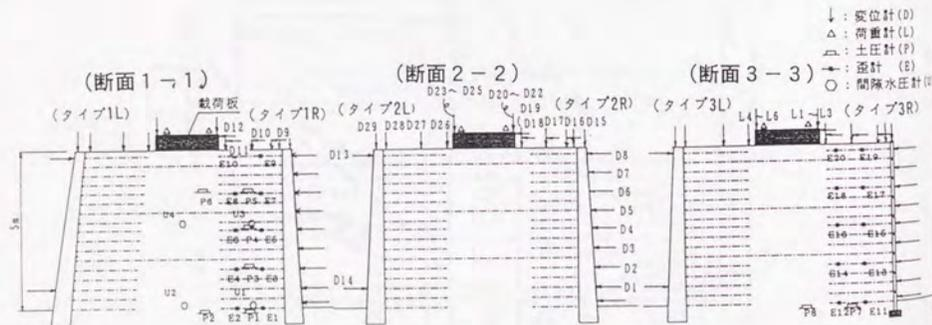 ↓：変位計(D)
△：荷重計(L)
：土圧計(P)
：歪計 (E)
○：間隙水圧計(U
(断面1-1)
(断面2-2)
(断面3-3)
(タイプ1L)
載荷板
(タイプ1R)
(タイプ2L)
D23～D25
D20～D22
(タイプ2R)
(タイプ3L)
L4～L6
L1～L3
(タイプ3R)
D12
D10 D9
D11
D29 D28 D27 D26
D19
D18 D17 D16 D15
5m
E10 E9
P6 E8 P5 E7
U4 U3
E6 P4 E5
E4 P3 E3
U2 U1
P2 E2 P1 E1
D13
D14
D8
D7
D6
D5
D4
D3
D2
D1
E20 E19
E18 E17
E16 E15
E14 E13
P8 E12 P7 E11